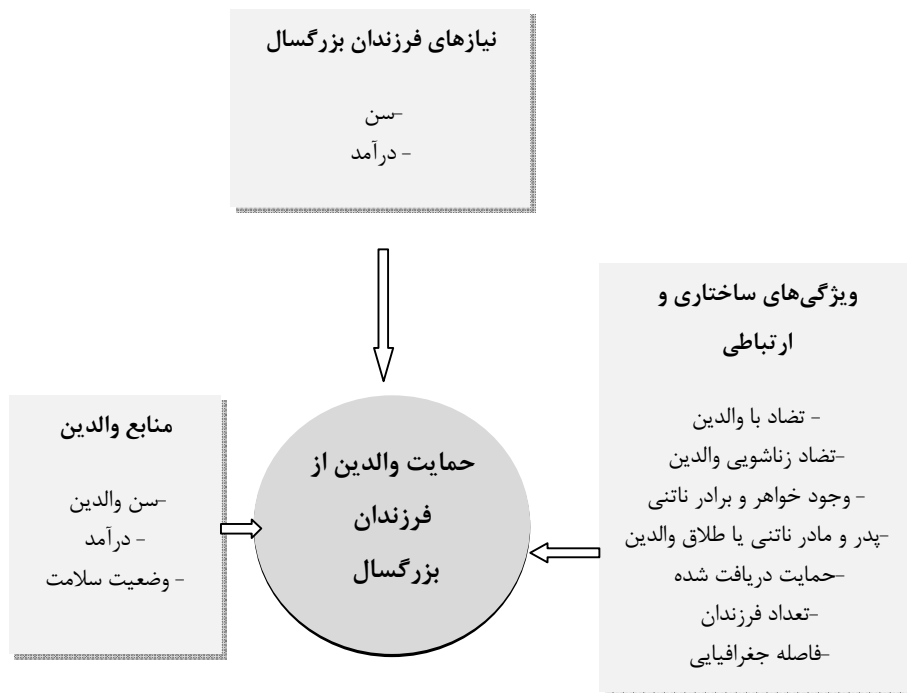 نیازهای فرزندان بزرگسال
-سن
- درآمد
ویژگی‌های ساختاری و
ارتباطی
- تضاد با والدین
-تضاد زناشویی والدین
- وجود خواهر و برادر ناتنی
-پدر و مادر ناتنی یا طلاق والدین
-حمایت دریافت شده
-تعداد فرزندان
-فاصله جغرافیایی
حمایت والدین از
فرزندان
بزرگسال
منابع والدین
-سن والدین
- درآمد
- وضعیت سلامت